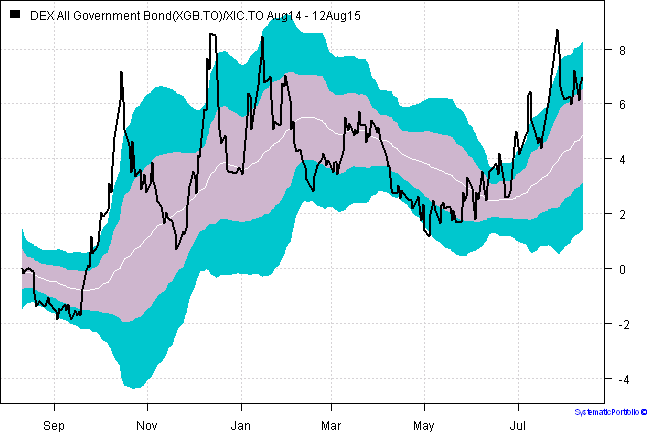 DEX All Government Bond(XGB.TO)/XIC.TO Aug14 - 12Aug15
8
6
4
2
0
-2
-4
Sep Nov Jan Mar May Jul
SystematicPortfolio ©